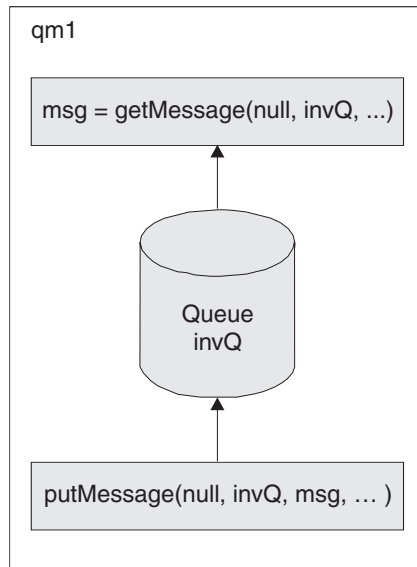 qm1
msg = getMessage(null, invQ, ...)
Queue
invQ
putMessage(null, invQ, msg, … )